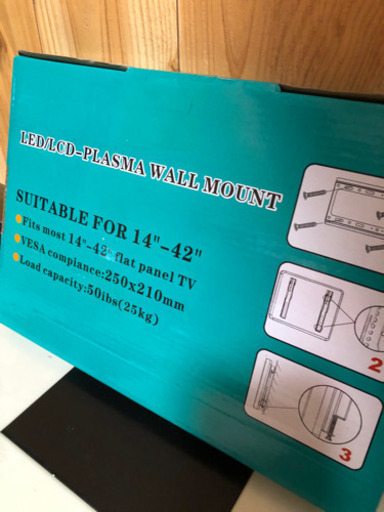 LED/LCD-PLASMA WALL MOUNT
SUITABLE FOR 14"-42"
Fits most 14"-42" flat panel TV
VESA compiance:250x210mm
Load capacity:50ibs(25kg)
2
3